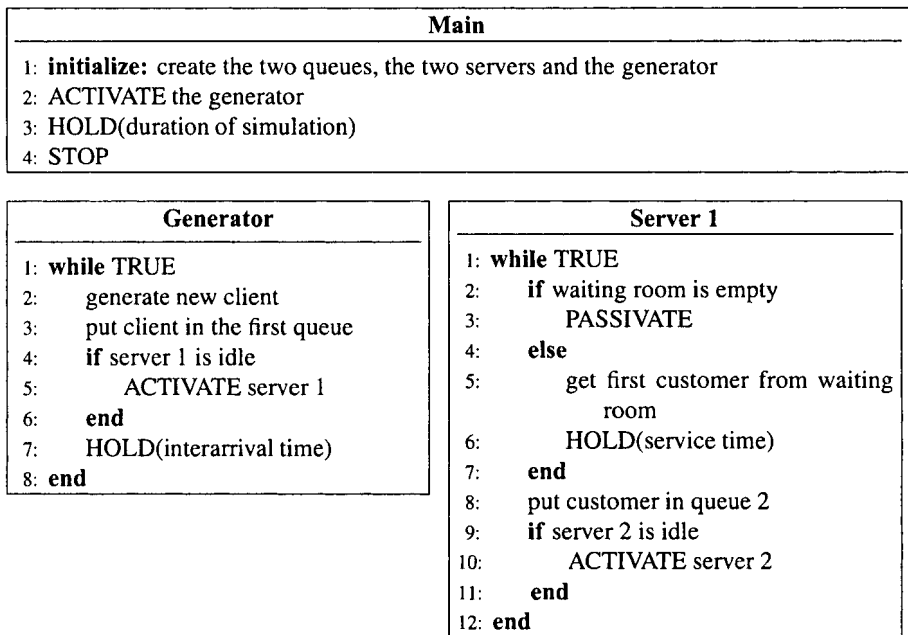 Main
1: initialize: create the two queues, the two servers and the generator
2: ACTIVATE the generator
3: HOLD(duration of simulation)
4: STOP
Generator
1: while TRUE
2: generate new client
3: put client in the first queue
4: if server 1 is idle
5: ACTIVATE server 1
6: end
7: HOLD(interarrival time)
8: end
Server 1
1: while TRUE
2: if waiting room is empty
3: PASSIVATE
4: else
5: get first customer from waiting
room
6: HOLD(service time)
7: end
8: put customer in queue 2
9: if server 2 is idle
10: ACTIVATE server 2
11: end
12: end